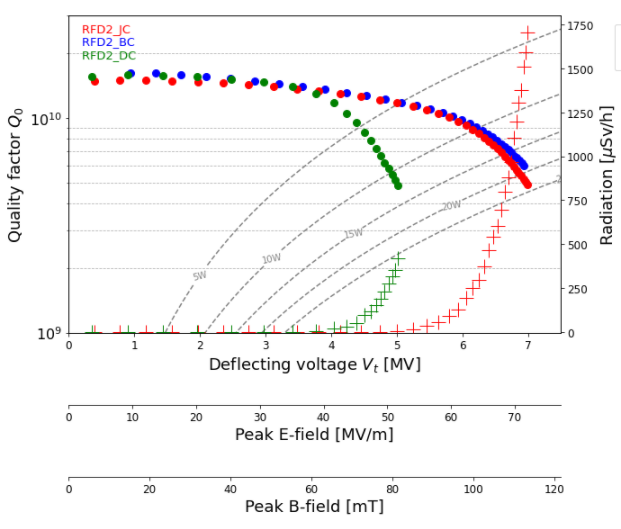 RFD2_JC
RFD2_BC
RFD2_DC
Quality factor Q0
10^10
10^9
5W
10W
15W
20W
1750
1500
1250
1000
750
500
250
0
Radiation [μSv/h]
0 1 2 3 4 5 6 7
Deflecting voltage Vt [MV]
0 10 20 30 40 50 60 70
Peak E-field [MV/m]
0 20 40 60 80 100 120
Peak B-field [mT]